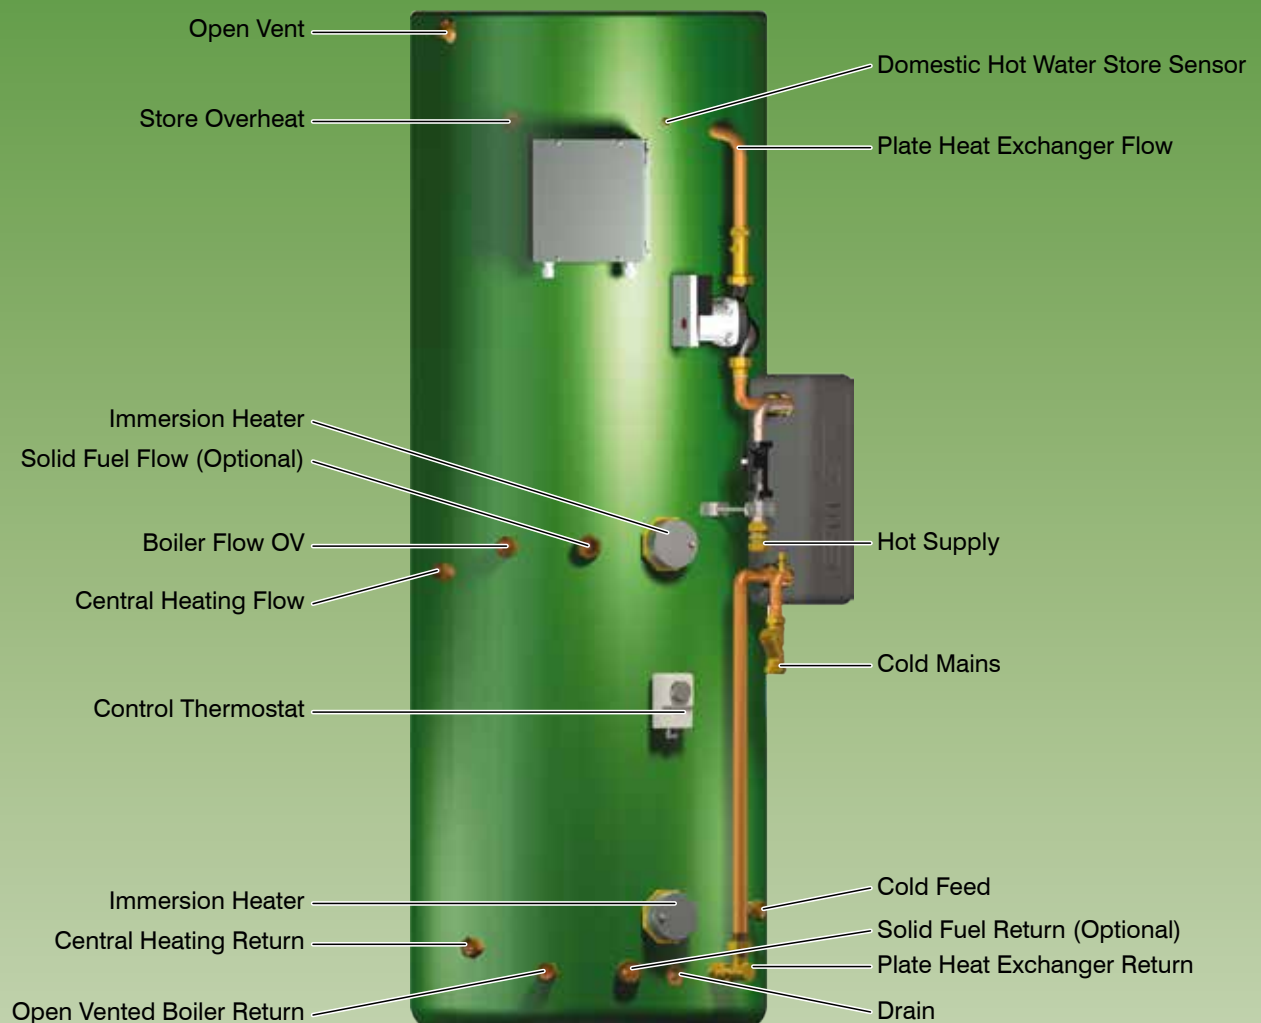 Open Vent
Store Overheat
Immersion Heater
Solid Fuel Flow (Optional)
Boiler Flow OV
Central Heating Flow
Control Thermostat
Immersion Heater
Central Heating Return
Open Vented Boiler Return
Domestic Hot Water Store Sensor
Plate Heat Exchanger Flow
Hot Supply
Cold Mains
Cold Feed
Solid Fuel Return (Optional)
Plate Heat Exchanger Return
Drain